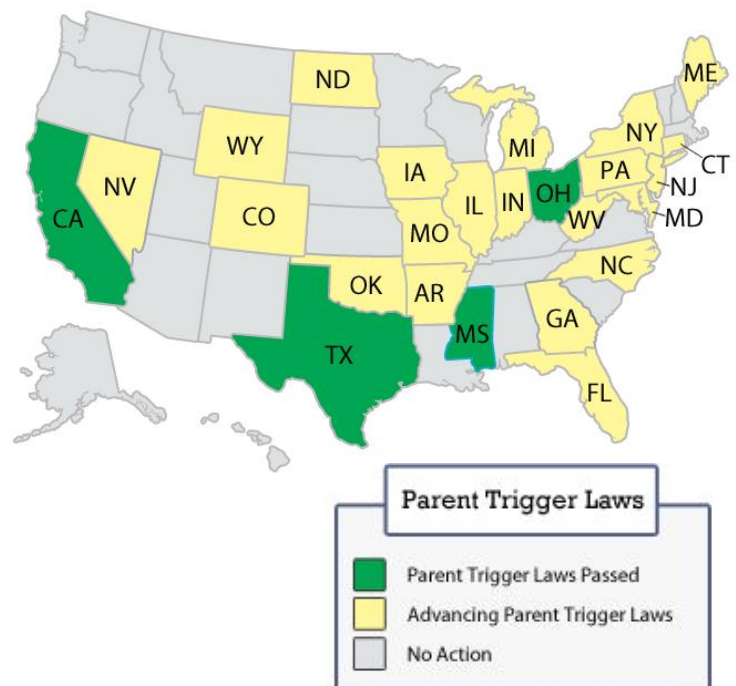 ME
ND
NY
WY
MI
CT
IA
PA
NV
OH
NJ
IL
IN
CA
CO
WV
MD
MO
NC
OK
AR
GA
MS
TX
FL
Parent Trigger Laws
Parent Trigger Laws Passed
Advancing Parent Trigger Laws
No Action